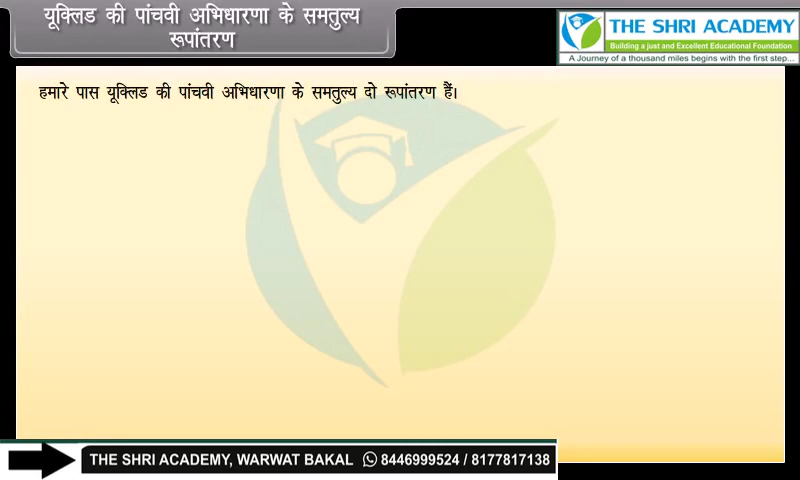 यूक्लिड की पांचवी अभिधारणा के समतुल्य
रूपांतरण
THE SHRI ACADEMY
Building a just and Excellent Educational Foundation
A Journey of a thousand miles begins with the first step...
हमारे पास यूक्लिड की पांचवी अभिधारणा के समतुल्य दो रूपांतरण हैं।
THE SHRI ACADEMY, WARWAT BAKAL 8446999524 / 8177817138